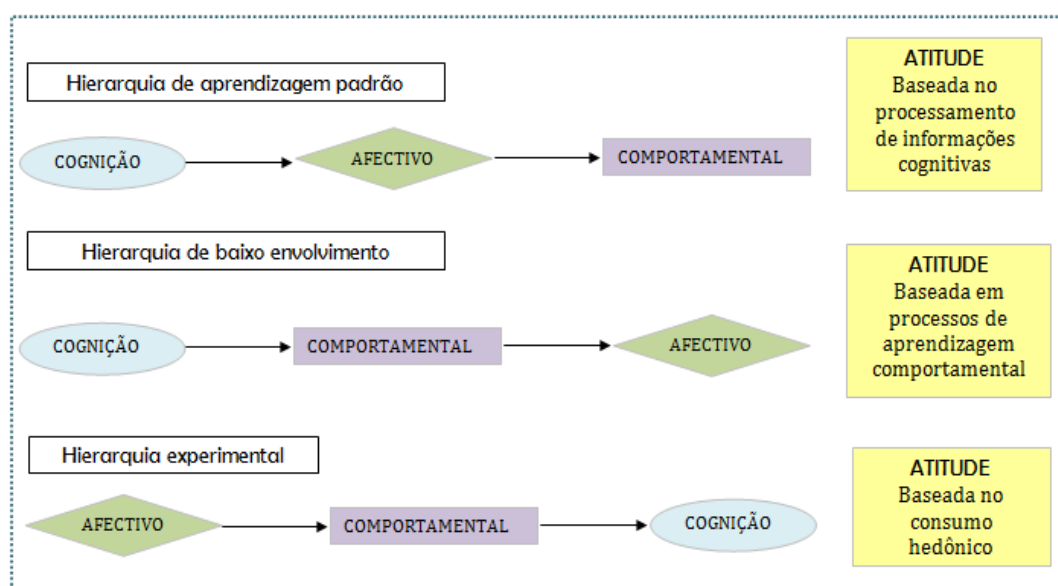 Hierarquia de aprendizagem padrão
COGNIÇÃO
AFECTIVO
COMPORTAMENTAL
ATITUDE
Baseada no
processamento
de informações
cognitivas
Hierarquia de baixo envolvimento
COGNIÇÃO
COMPORTAMENTAL
AFECTIVO
ATITUDE
Baseada em
processos de
aprendizagem
comportamental
Hierarquia experimental
AFECTIVO
COMPORTAMENTAL
COGNIÇÃO
ATITUDE
Baseada no
consumo
hedônico